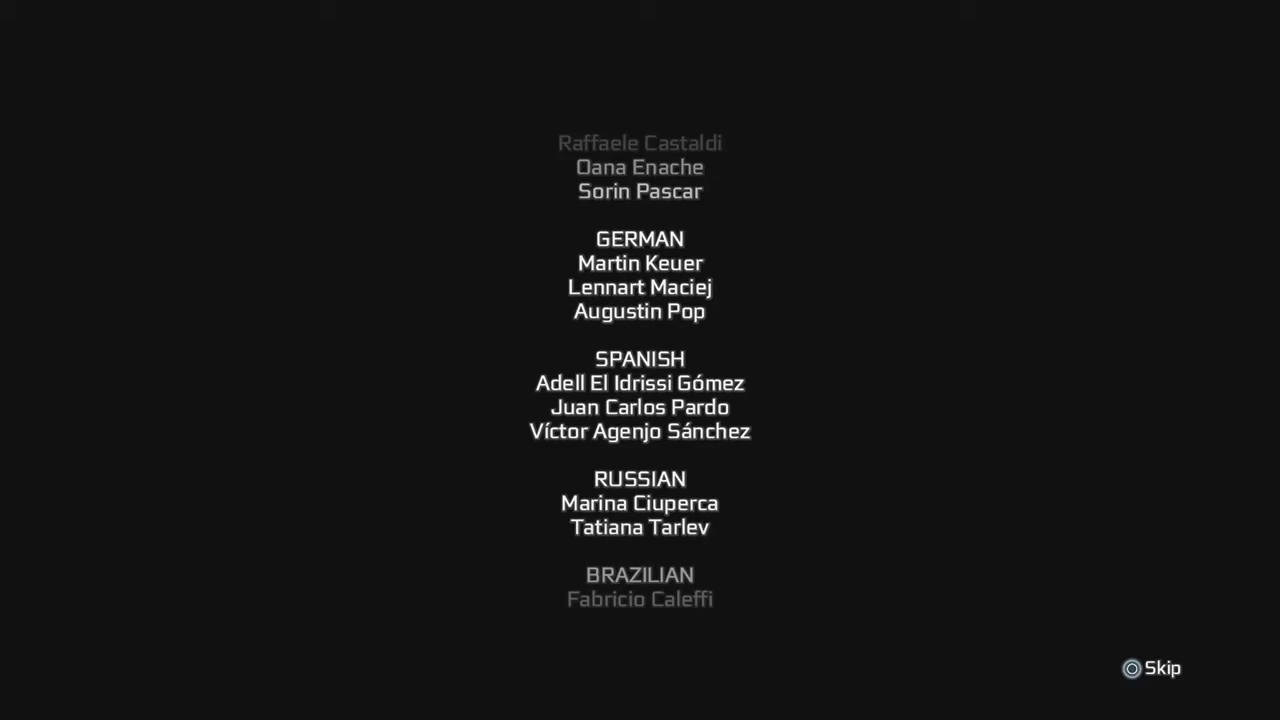 Raffaele Castaldi
Oana Enache
Sorin Pascar
GERMAN
Martin Keuer
Lennart Maciej
Augustin Pop
SPANISH
Adell El Idrissi Gómez
Juan Carlos Pardo
Víctor Agenjo Sánchez
RUSSIAN
Marina Ciuperca
Tatiana Tarlev
BRAZILIAN
Fabricio Caleffi
Skip